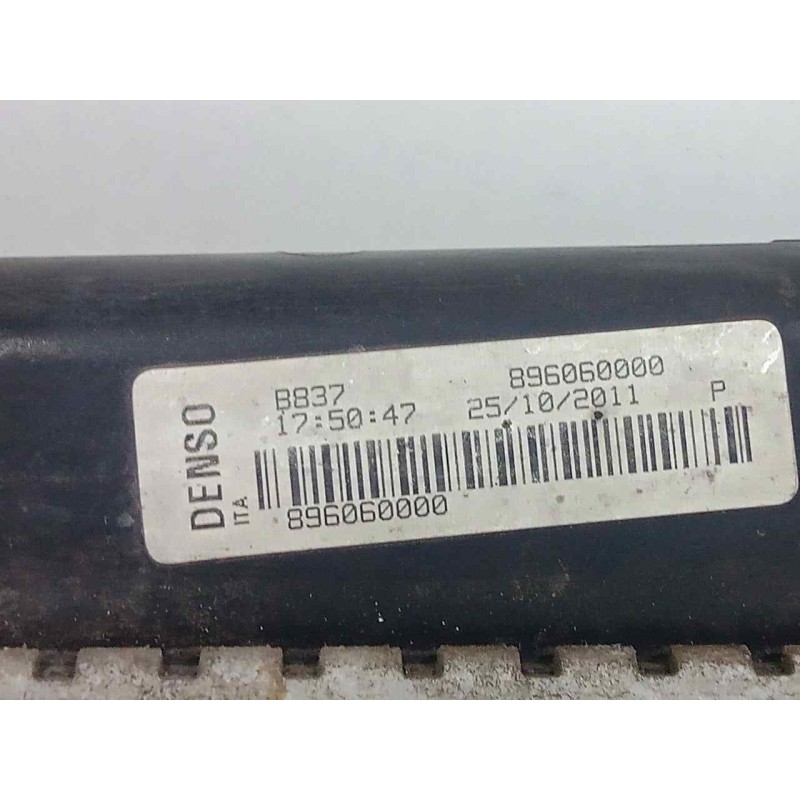 DENSO
ITA
B837 896060000
17:50:47 25/10/2011 P
896060000